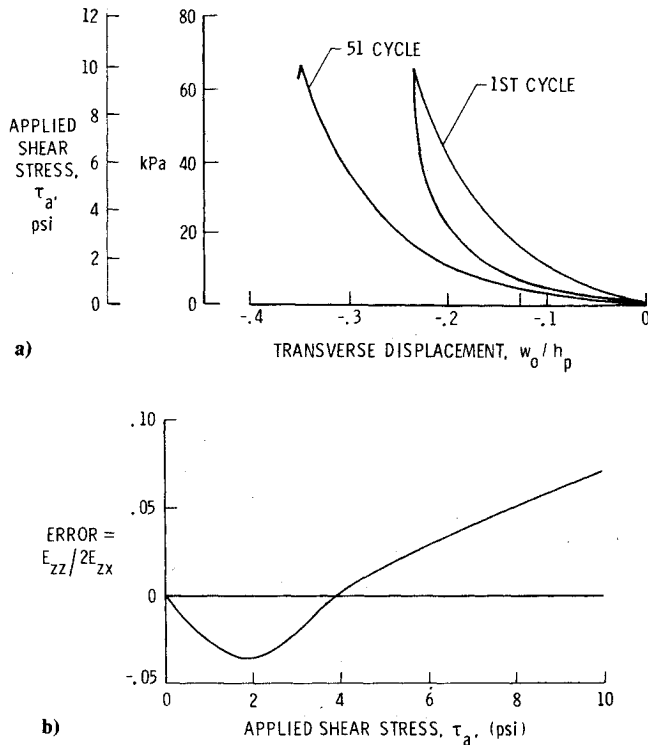 12
10
8
6
4
2
0
APPLIED
SHEAR
STRESS,
τa,
psi
80
60
kPa 40
20
0
51 CYCLE
1ST CYCLE
-.4 -.3 -.2 -.1 0
TRANSVERSE DISPLACEMENT, wo/hp
a)
.10
.05
0
-.05
ERROR =
Ezz/2Ezx
0 2 4 6 8 10
b) APPLIED SHEAR STRESS, τa, (psi)